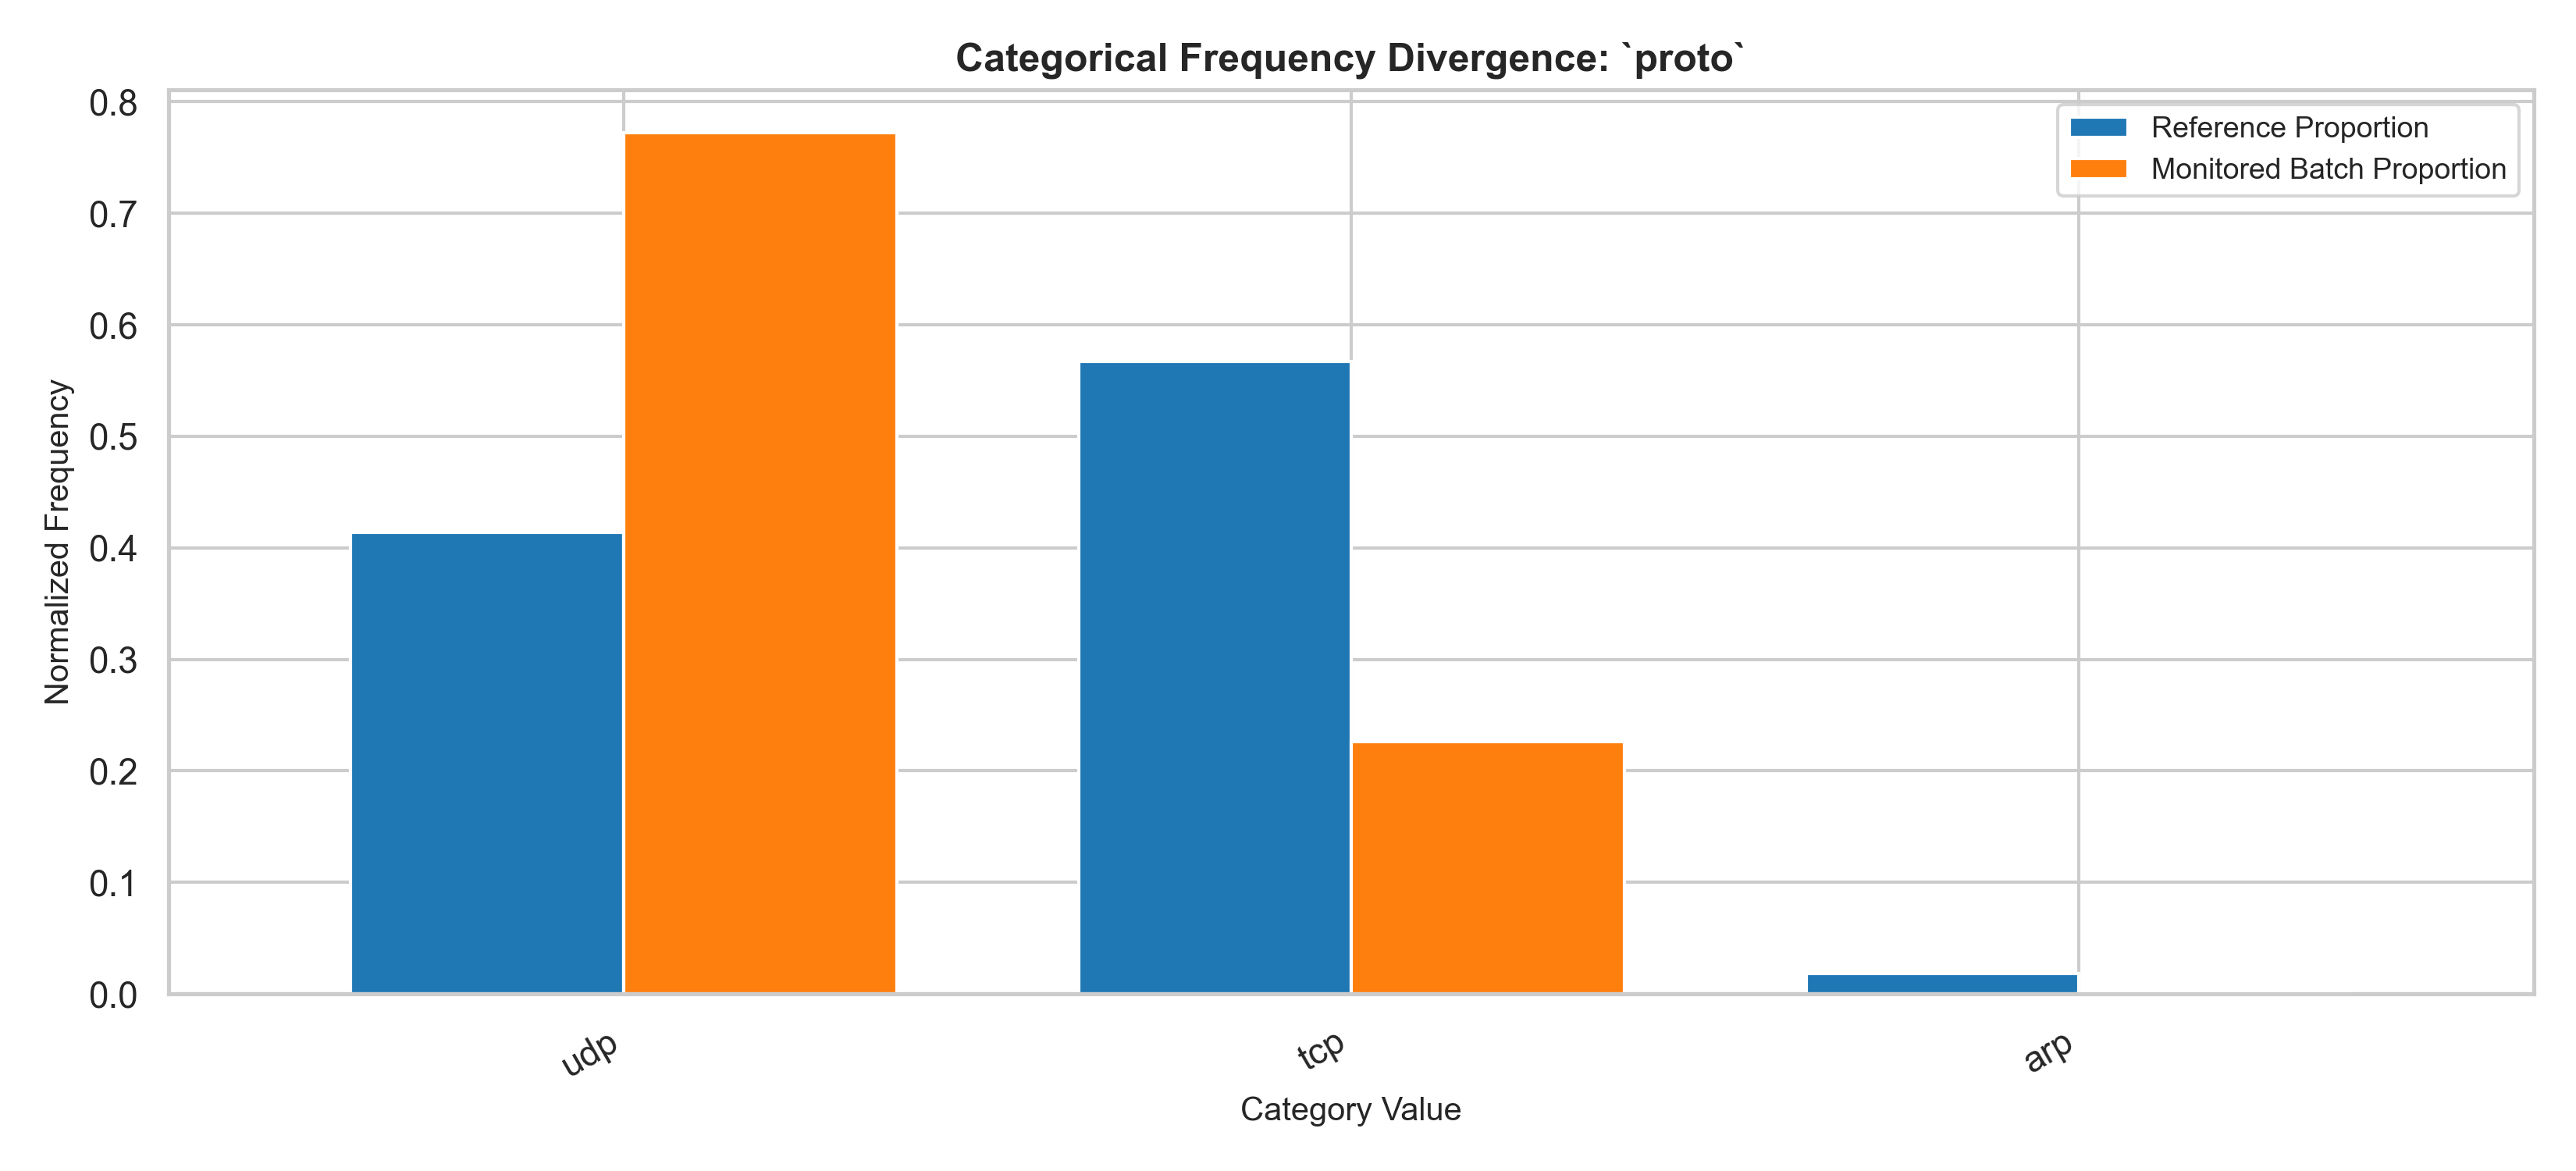 Categorical Frequency Divergence: `proto`
Reference Proportion
Monitored Batch Proportion
Normalized Frequency
0.8
0.7
0.6
0.5
0.4
0.3
0.2
0.1
0.0
udp
tcp
arp
Category Value